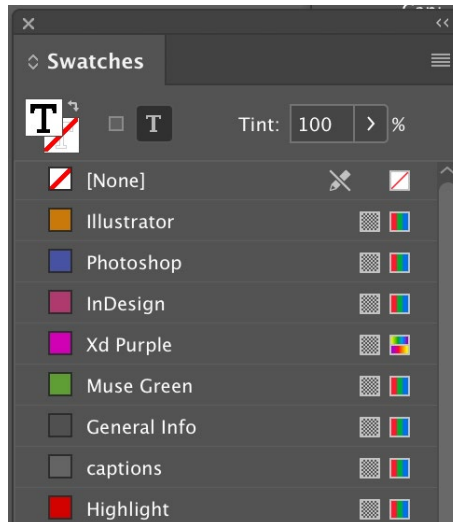 Swatches
T T Tint: 100 %
[None]
Illustrator
Photoshop
InDesign
Xd Purple
Muse Green
General Info
captions
Highlight